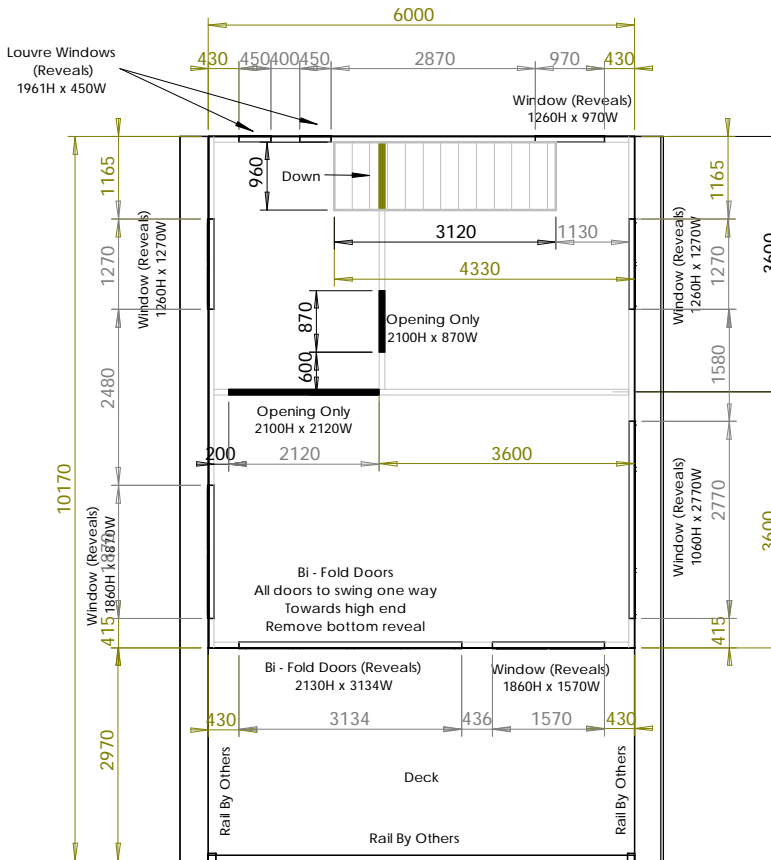 6000
Louvre Windows
(Reveals)
1961H x 450W
430
450
400
450
2870
970
430
Window (Reveals)
1260H x 970W
1165
960
Down
1165
3120
1130
3600
4330
Window (Reveals)
1260H x 1270W
1270
Window (Reveals)
1260H x 1270W
1270
870
Opening Only
2100H x 870W
600
2480
1580
Opening Only
2100H x 2120W
200
2120
3600
10170
Window (Reveals)
1060H x 2770W
2770
3600
Window (Reveals)
1870
Bi - Fold Doors
All doors to swing one way
Towards high end
Remove bottom reveal
415
415
Bi - Fold Doors (Reveals)
2130H x 3134W
Window (Reveals)
1860H x 1570W
430
3134
436
1570
430
2970
Rail By Others
Deck
Rail By Others
Rail By Others